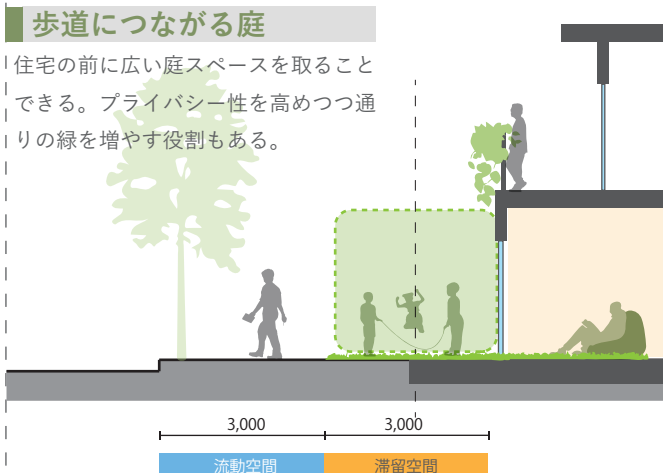 歩道につながる庭
住宅の前に広い庭スペースを取ること
できる。プライバシー性を高めつつ通
りの緑を増やす役割もある。
3,000
3,000
流動空間
滞留空間